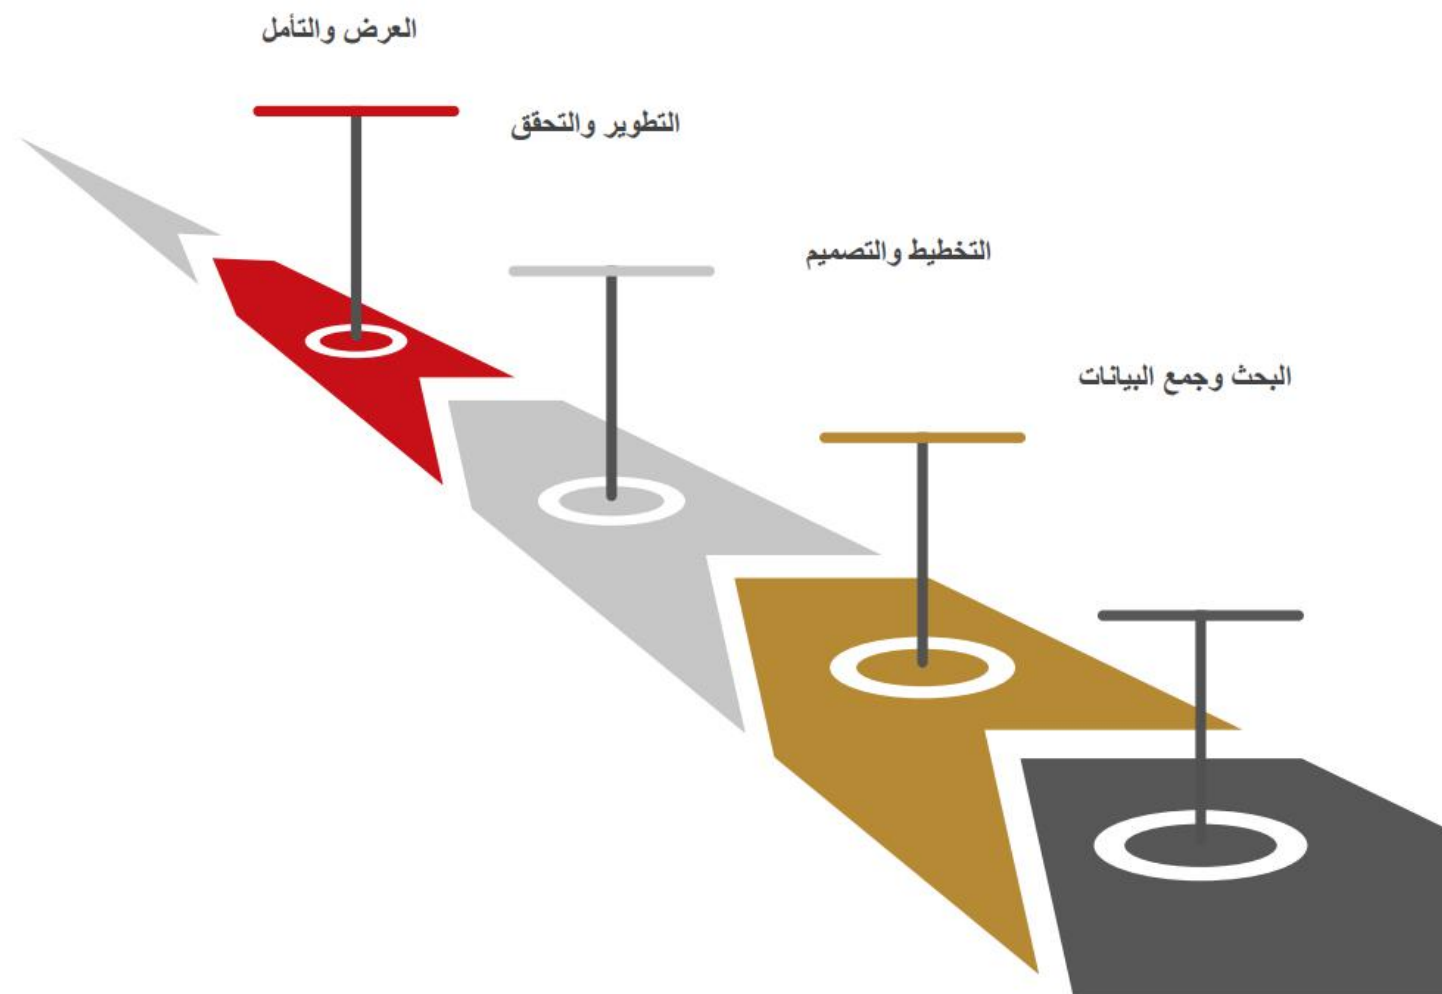 العرض والتأمل
التطوير والتحقق
التخطيط والتصميم
البحث وجمع البيانات